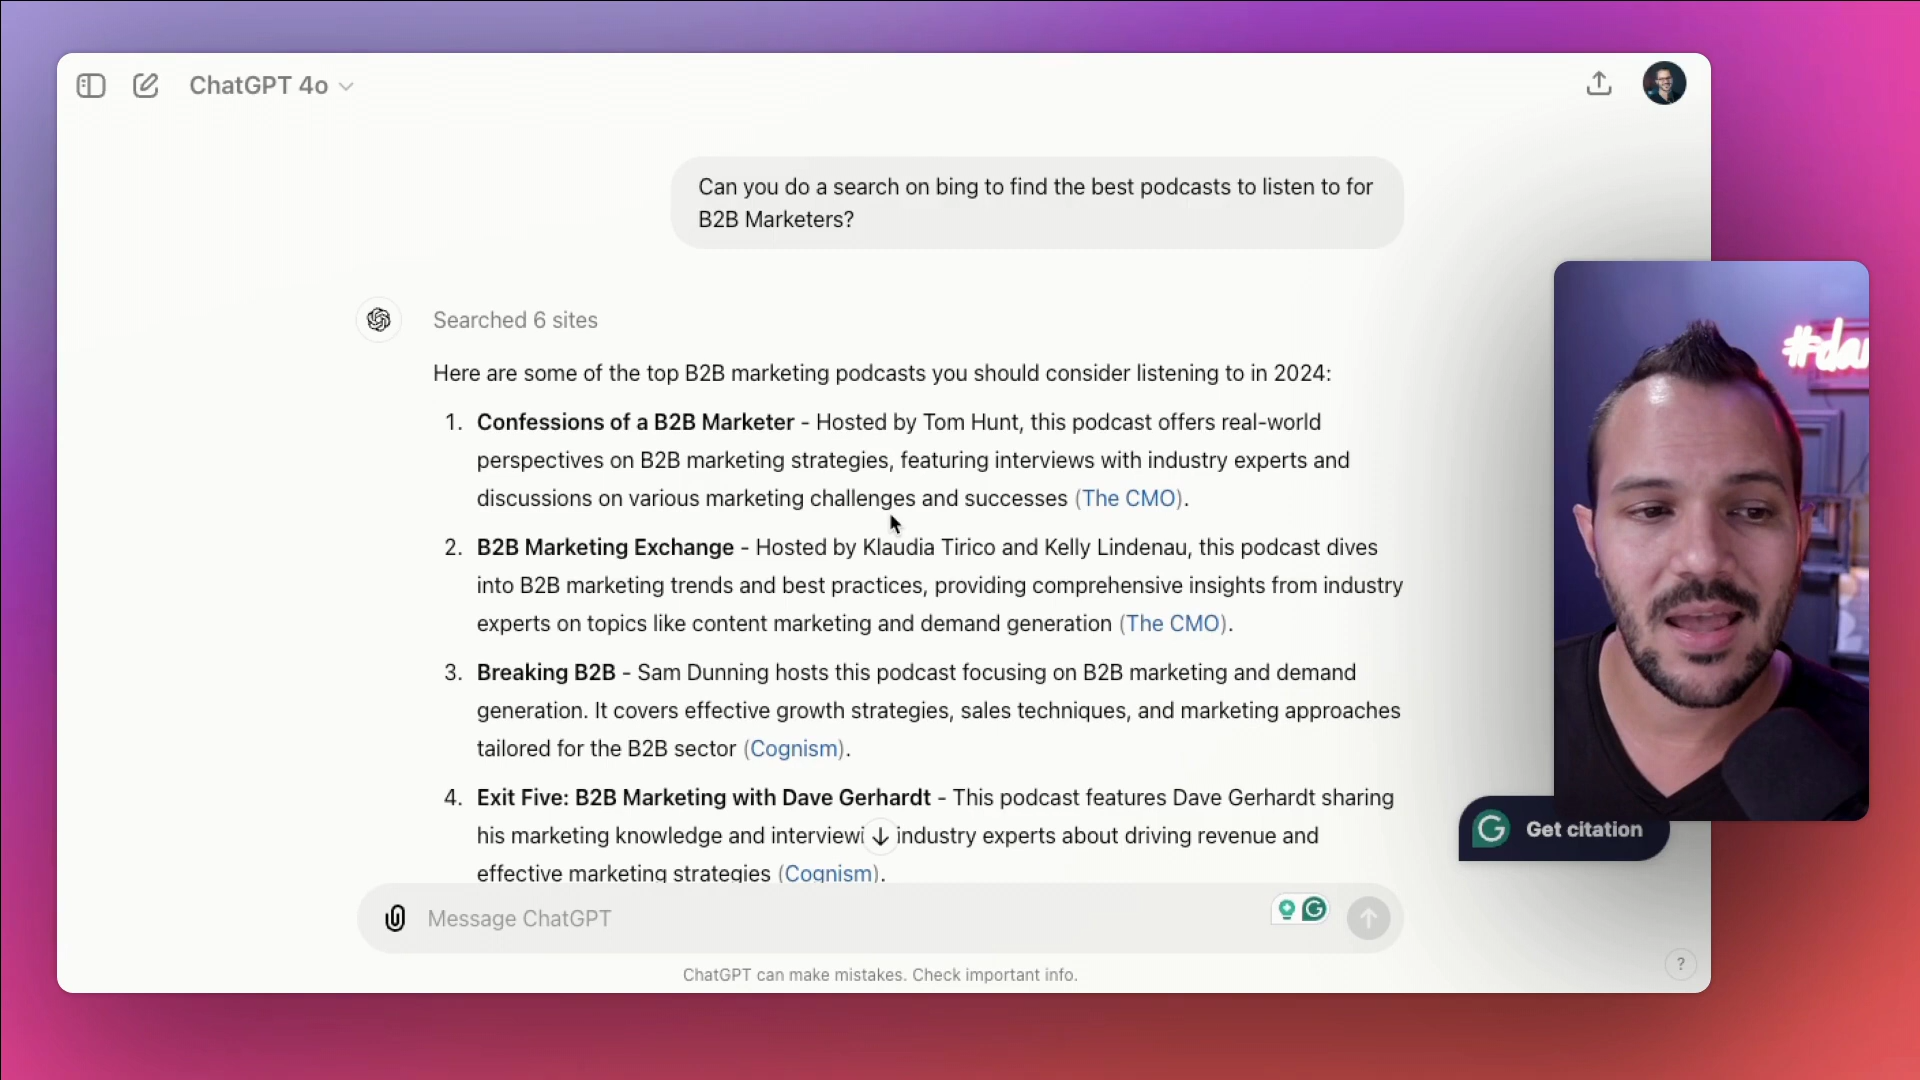 ChatGPT 4o
Can you do a search on bing to find the best podcasts to listen to for
B2B Marketers?
Searched 6 sites
Here are some of the top B2B marketing podcasts you should consider listening to in 2024:
1. Confessions of a B2B Marketer - Hosted by Tom Hunt, this podcast offers real-world
perspectives on B2B marketing strategies, featuring interviews with industry experts and
discussions on various marketing challenges and successes (The CMO).
2. B2B Marketing Exchange - Hosted by Klaudia Tirico and Kelly Lindenau, this podcast dives
into B2B marketing trends and best practices, providing comprehensive insights from industry
experts on topics like content marketing and demand generation (The CMO).
3. Breaking B2B - Sam Dunning hosts this podcast focusing on B2B marketing and demand
generation. It covers effective growth strategies, sales techniques, and marketing approaches
tailored for the B2B sector (Cognism).
4. Exit Five: B2B Marketing with Dave Gerhardt - This podcast features Dave Gerhardt sharing
his marketing knowledge and interviewi industry experts about driving revenue and
effective marketing strategies (Cognism).
#da
Get citation
Message ChatGPT
ChatGPT can make mistakes. Check important info.
?